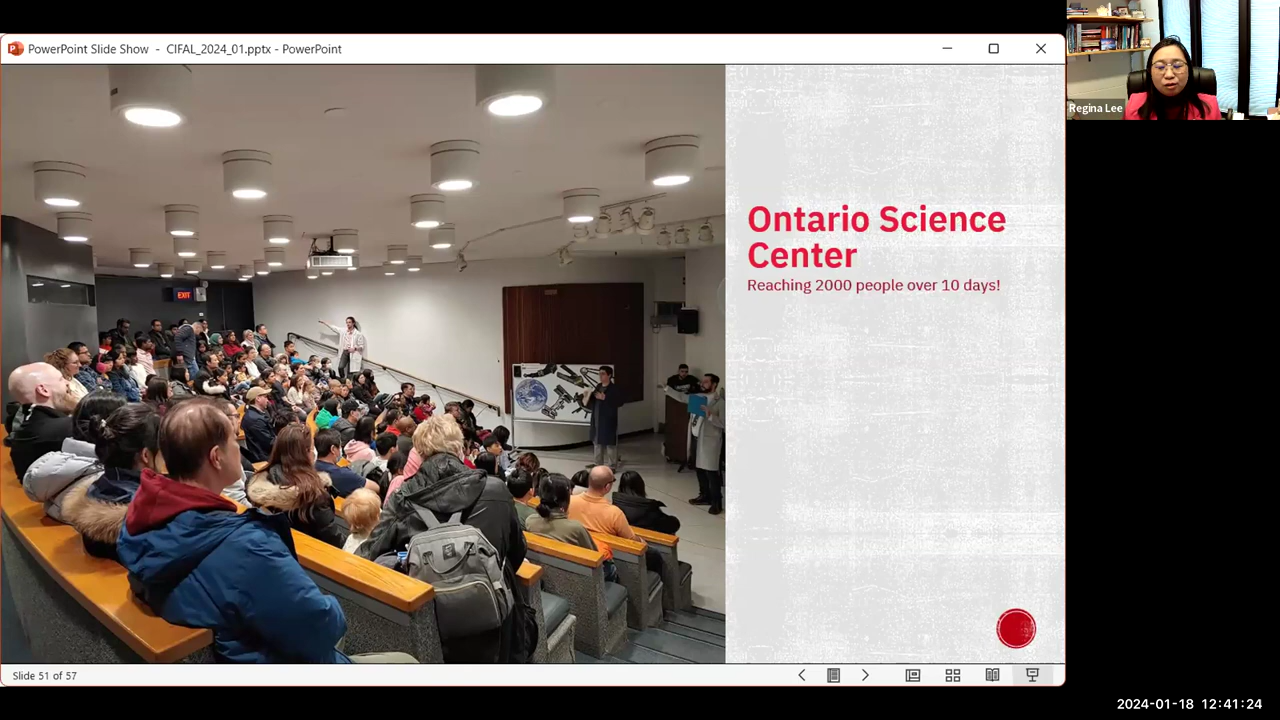 PowerPoint Slide Show - CIFAL_2024_01.pptx - PowerPoint
Regina Lee
EXIT
Ontario Science
Center
Reaching 2000 people over 10 days!
Slide 51 of 57
2024-01-18 12:41:24